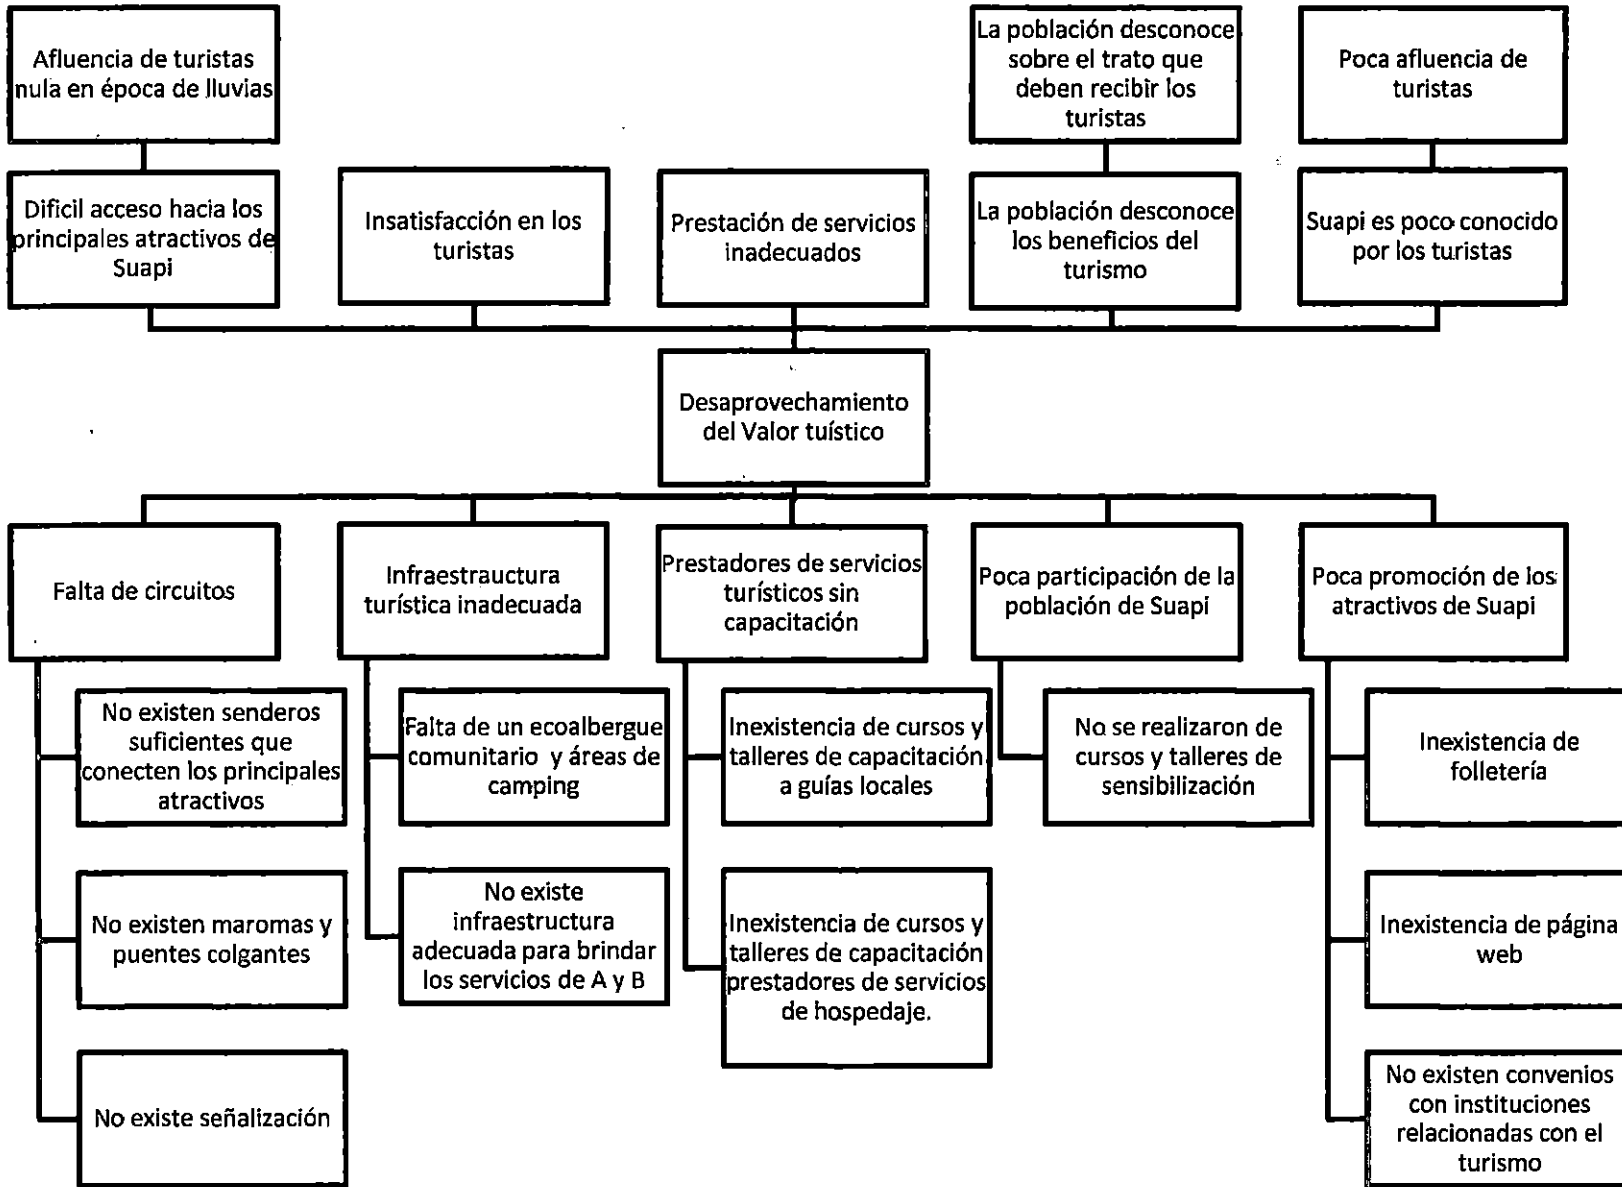 Afluencia de turistas
nula en época de lluvias
La población desconoce
sobre el trato que
deben recibir los
turistas
Poca afluencia de
turistas
Dificil acceso hacia los
principales atractivos de
Suapi
Insatisfacción en los
turistas
Prestación de servicios
inadecuados
La población desconoce
los beneficios del
turismo
Suapi es poco conocido
por los turistas
Desaprovechamiento
del Valor tuístico
Falta de circuitos
Infraestrauctura
turística inadecuada
Prestadores de servicios
turísticos sin
capacitación
Poca participación de la
población de Suapi
Poca promoción de los
atractivos de Suapi
No existen senderos
suficientes que
conecten los principales
atractivos
Falta de un ecoalbergue
comunitario y áreas de
camping
Inexistencia de cursos y
talleres de capacitación
a guías locales
No se realizaron de
cursos y talleres de
sensibilización
Inexistencia de
folletería
No existen maromas y
puentes colgantes
No existe
infraestructura
adecuada para brindar
los servicios de A y B
Inexistencia de cursos y
talleres de capacitación
prestadores de servicios
de hospedaje.
Inexistencia de página
web
No existe señalización
No existen convenios
con instituciones
relacionadas con el
turismo